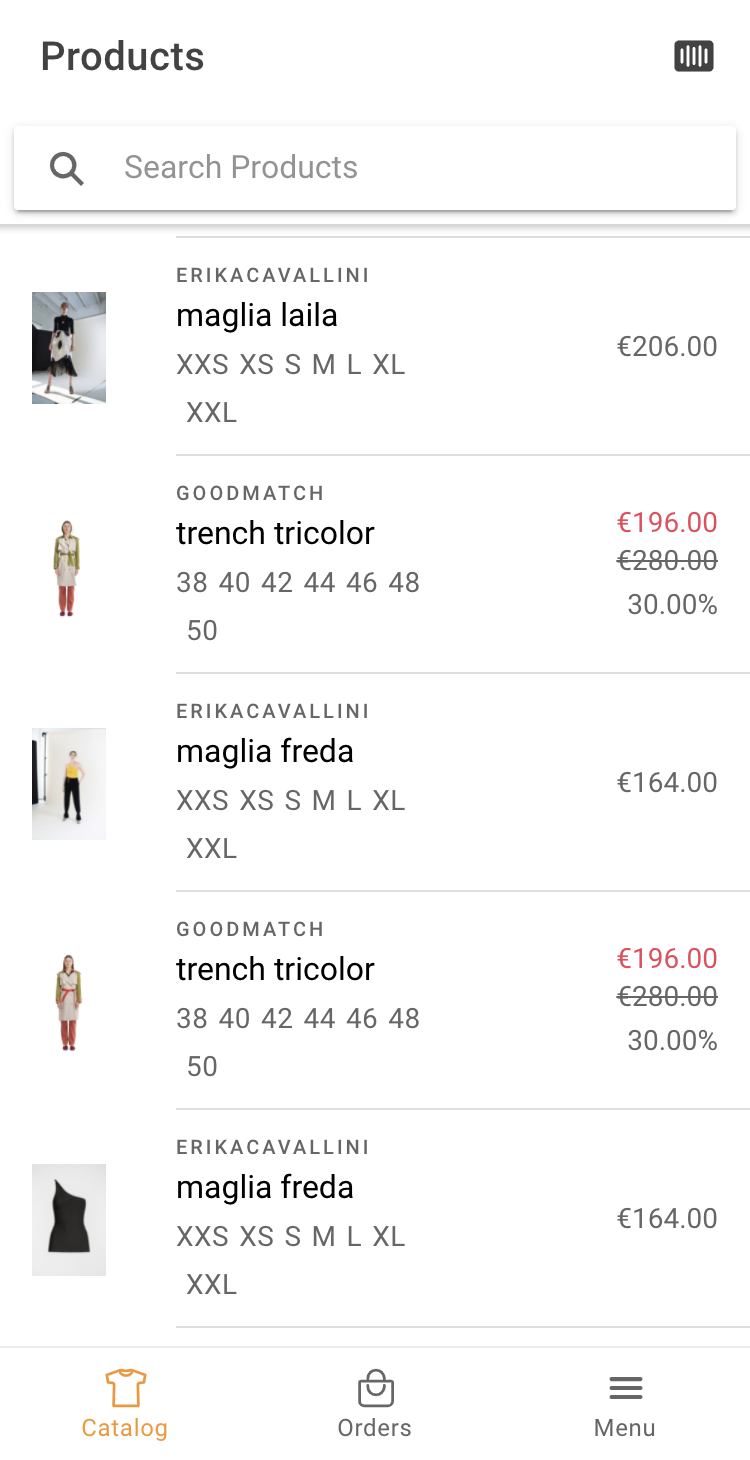 Products
Search Products
ERIKACAVALLINI
maglia laila
XXS XS S M L XL
XXL
€206.00
GOODMATCH
trench tricolor
38 40 42 44 46 48
50
€196.00
€280.00
30.00%
ERIKACAVALLINI
maglia freda
XXS XS S M L XL
XXL
€164.00
GOODMATCH
trench tricolor
38 40 42 44 46 48
50
€196.00
€280.00
30.00%
ERIKACAVALLINI
maglia freda
XXS XS S M L XL
XXL
€164.00
Catalog
Orders
Menu